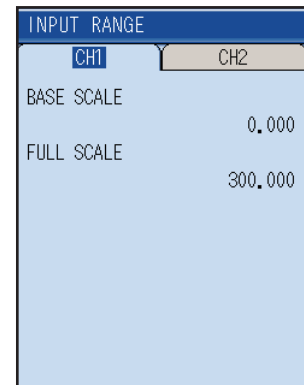 INPUT RANGE
CH1 CH2
BASE SCALE
0.000
FULL SCALE
300.000